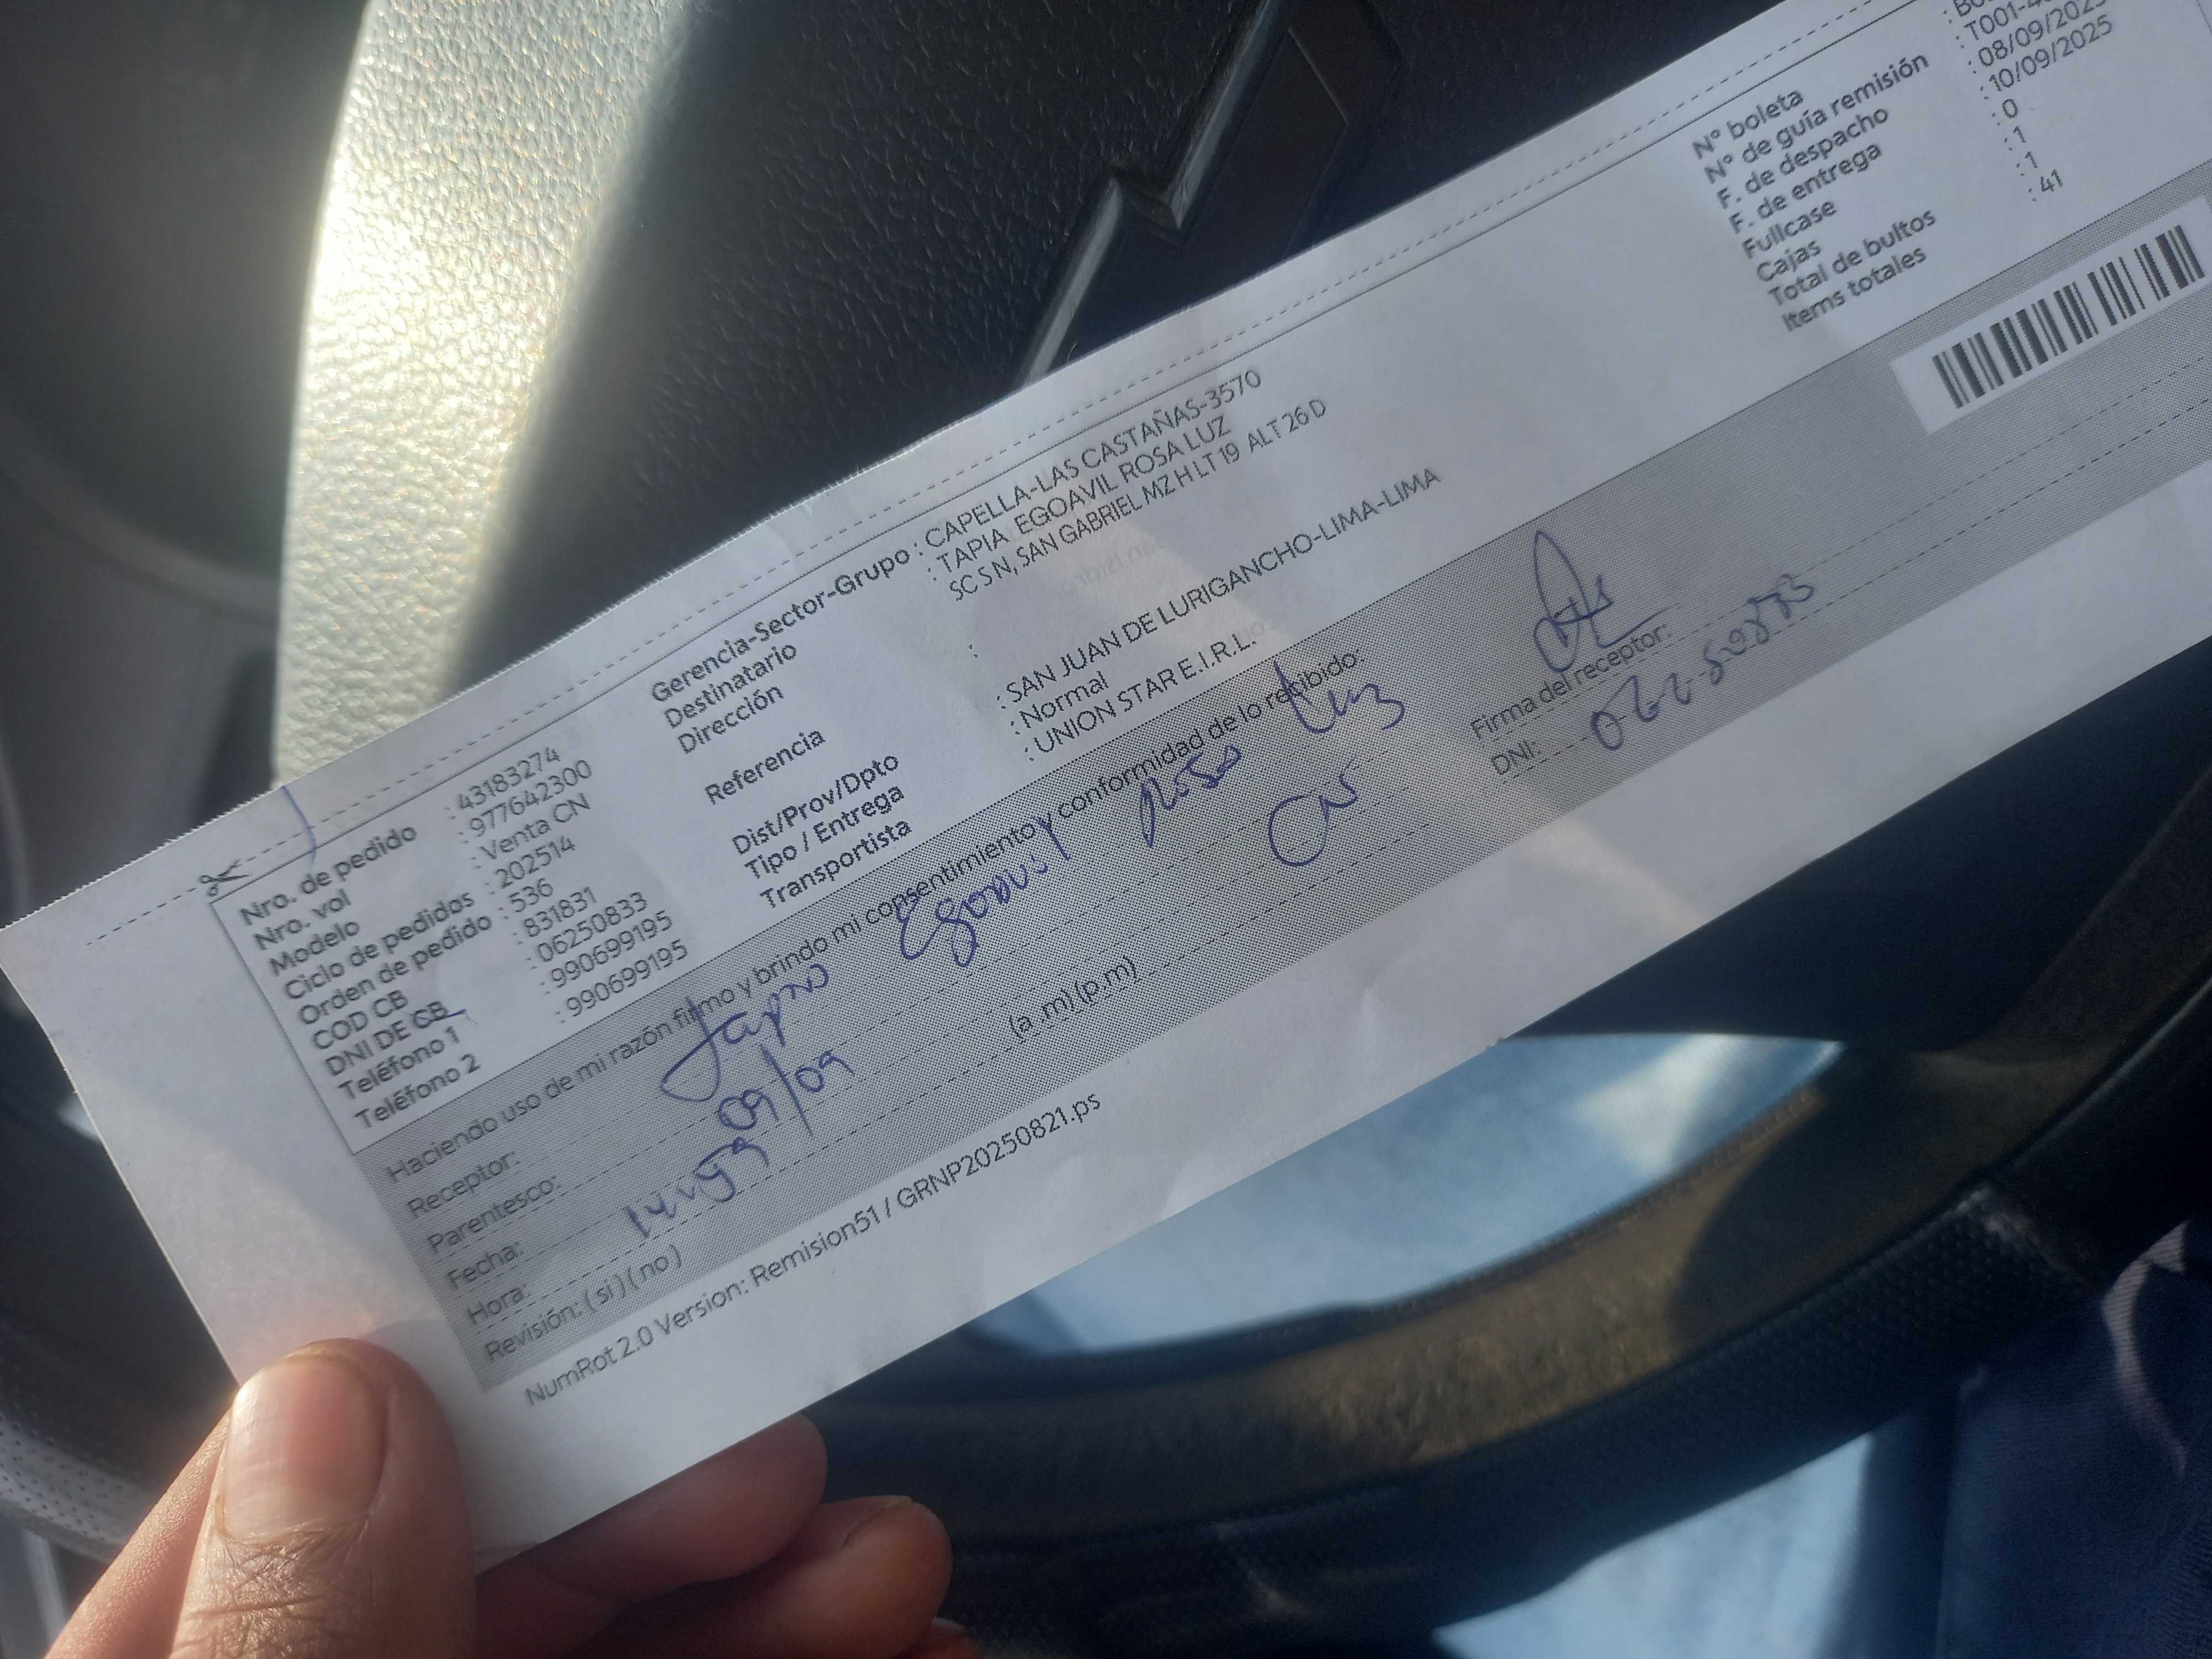 Nro. de pedido : 43183274
Nro. vol : 977642300
Modelo : Venta CN
Ciclo de pedidos : 202514
Orden de pedido : 536
COD CB : 831831
DNI DE CB : 06250833
Teléfono 1 : 990699195
Teléfono 2 : 990699195
Gerencia-Sector-Grupo : CAPELLA-LAS CASTAÑAS-3570
Destinatario : TAPIA EGOAVIL ROSA LUZ
Dirección : SC S N, SAN GABRIEL MZ H LT 19 ALT 26 D
Referencia :
Dist/Prov/Dpto : SAN JUAN DE LURIGANCHO-LIMA-LIMA
Tipo / Entrega : Normal
Transportista : UNION STAR E.I.R.L.
N° boleta :
N° de guía remisión : T001-4
F. de despacho : 08/09/2025
F. de entrega : 10/09/2025
Fullcase : 0
Cajas : 1
Total de bultos : 1
Items totales : 41
Haciendo uso de mi razón firmo y brindo mi consentimiento y conformidad de lo recibido:
Receptor: Tapia Egoavil Rosa Luz
Parentesco: CN
Fecha: 09/09
Hora: (a .m) (p.m)
Revisión: ( si ) ( no )
Firma del receptor:
DNI:
NumRot 2.0 Version: Remision51 / GRNP20250821.ps